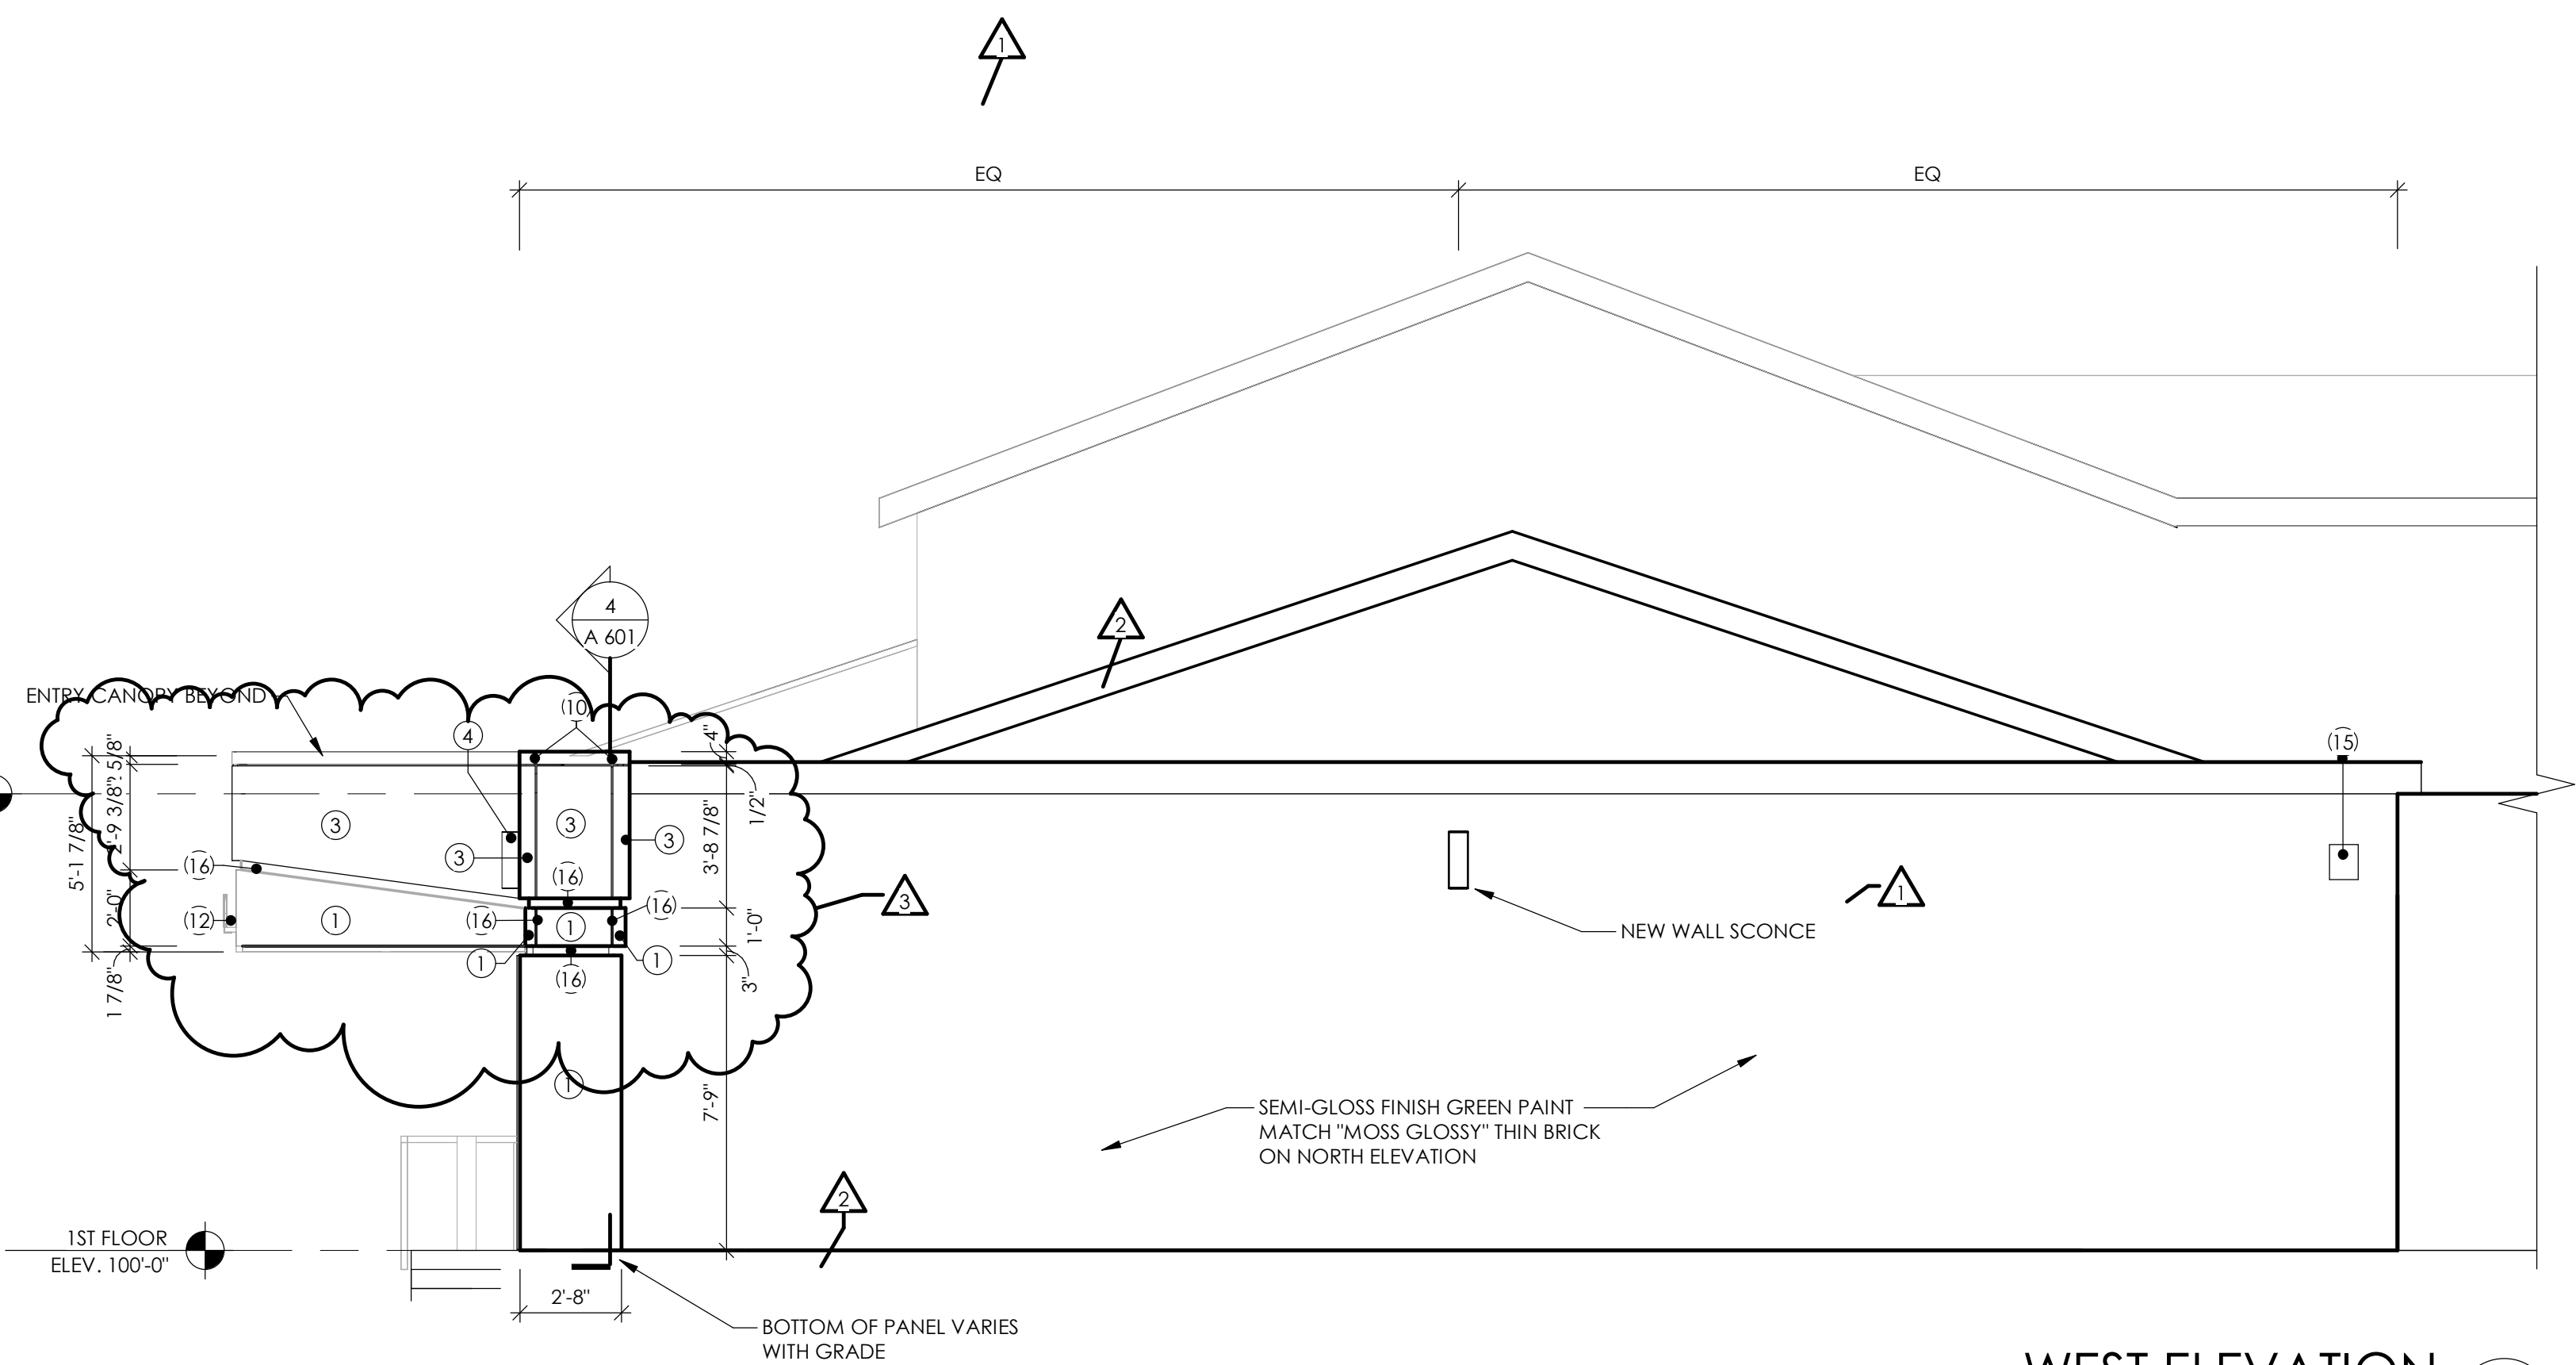 1
EQ
EQ
4
A 601
2
ENTRY CANOPY BEYOND
(10)
4
4"
(15)
5/8"
2'-9 3/8"
5'-1 7/8"
2'-0"
1 7/8"
3
3
3
3
1/2"
3'-8 7/8"
(16)
(16)
(12)
1
(16)
1
(16)
1'-0"
3
1
NEW WALL SCONCE
1
1
(16)
3"
1
7'-9"
SEMI-GLOSS FINISH GREEN PAINT
MATCH "MOSS GLOSSY" THIN BRICK
ON NORTH ELEVATION
2
1ST FLOOR
ELEV. 100'-0"
2'-8"
BOTTOM OF PANEL VARIES
WITH GRADE
WEST ELEVATION